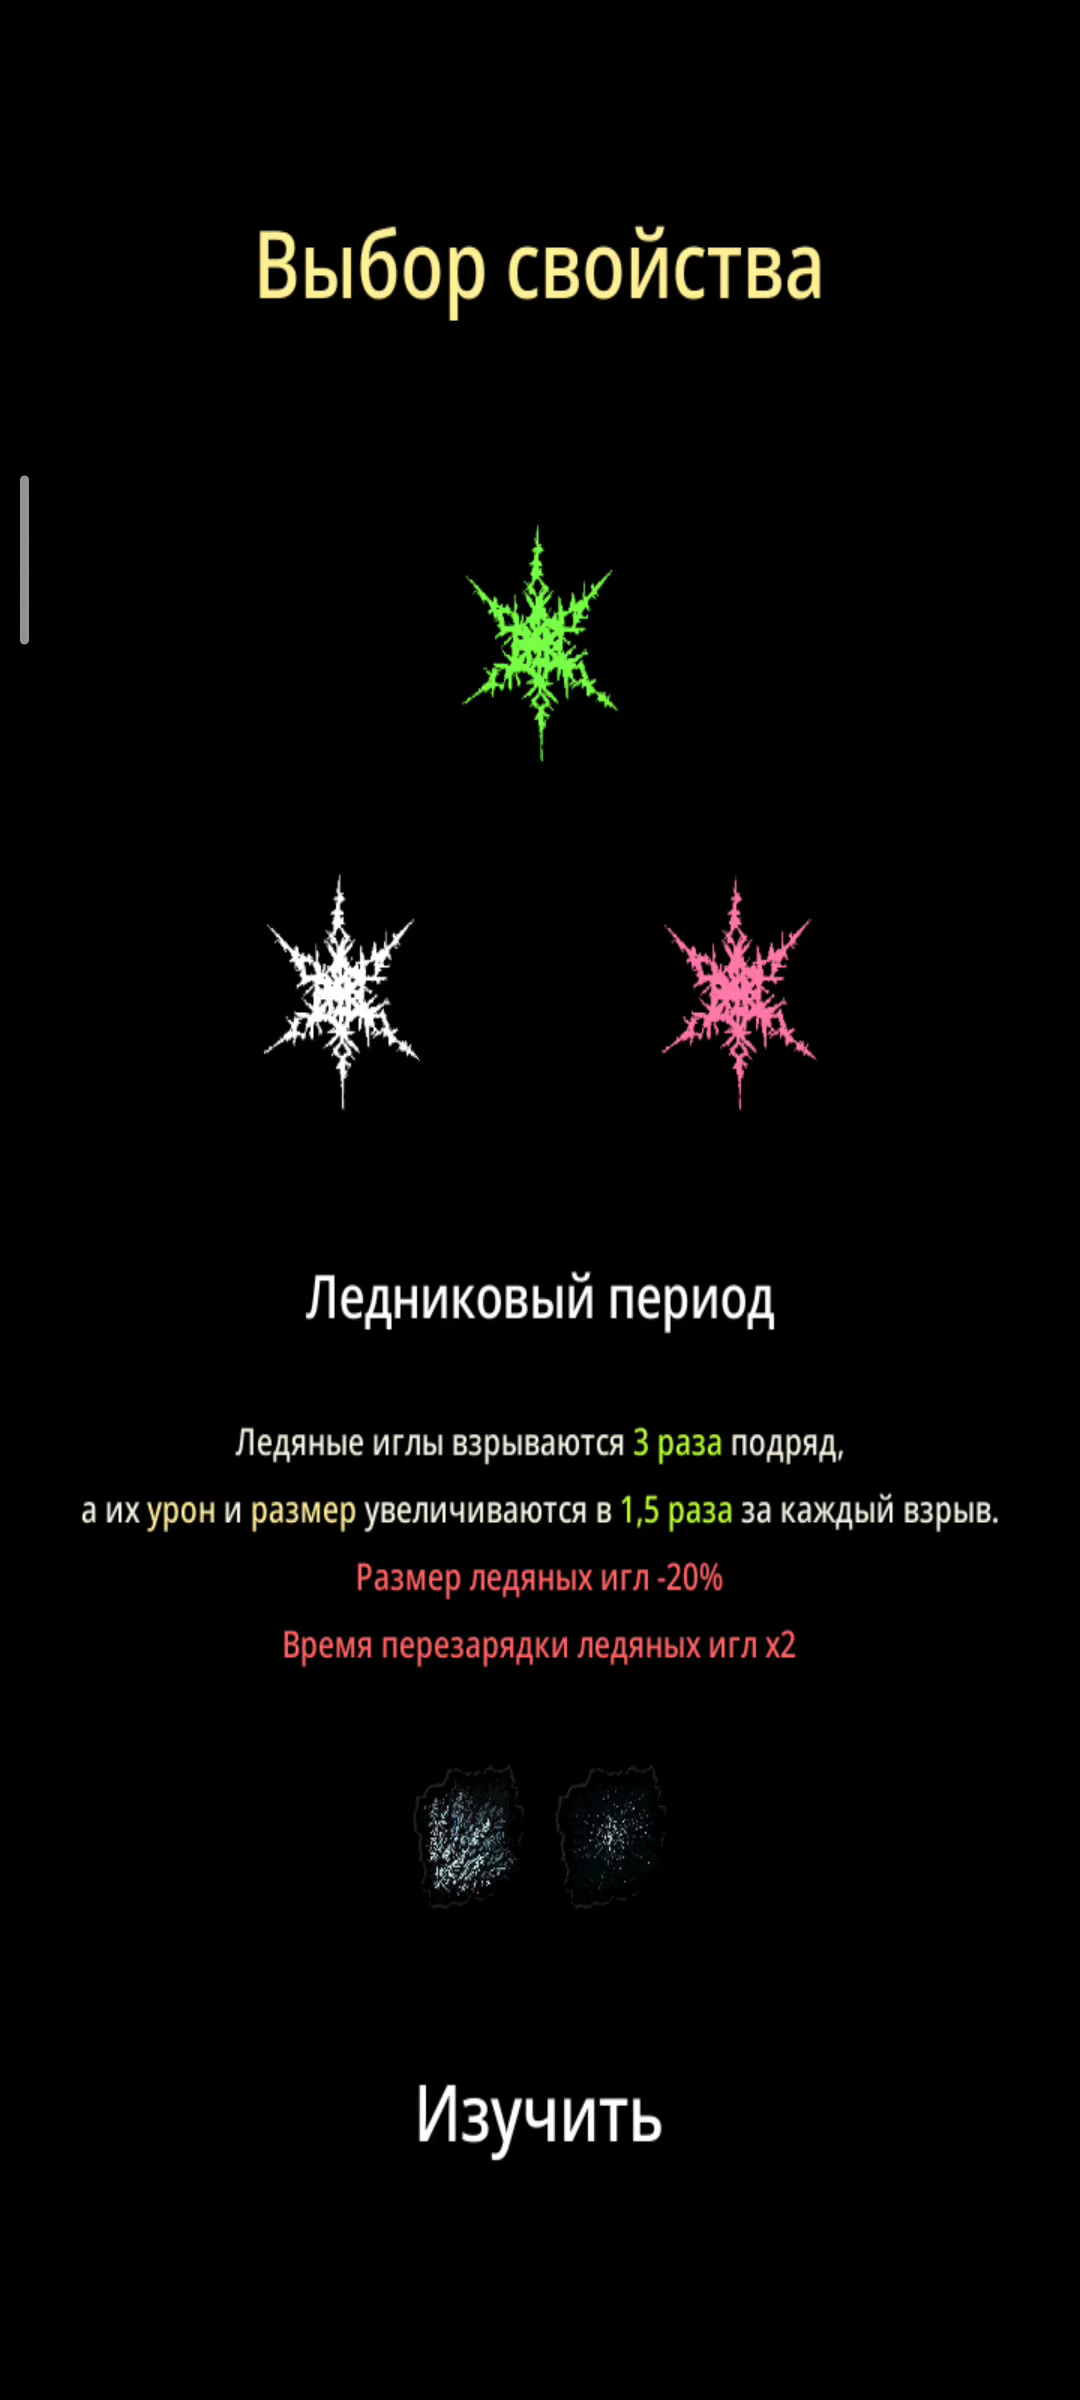 Выбор свойства
Ледниковый период
Ледяные иглы взрываются 3 раза подряд,
а их урон и размер увеличиваются в 1,5 раза за каждый взрыв.
Размер ледяных игл -20%
Время перезарядки ледяных игл x2
Изучить